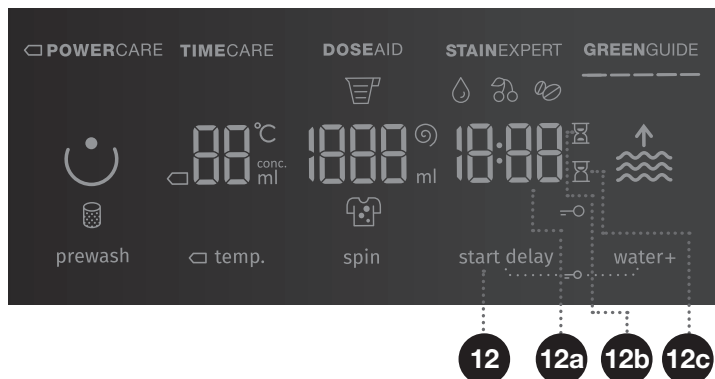 POWERCARE TIMECARE DOSEAID STAINEXPERT GREENGUIDE
88 °C 1888 18:88
conc.
ml ml
prewash temp. spin start delay water+
12 12a 12b 12c